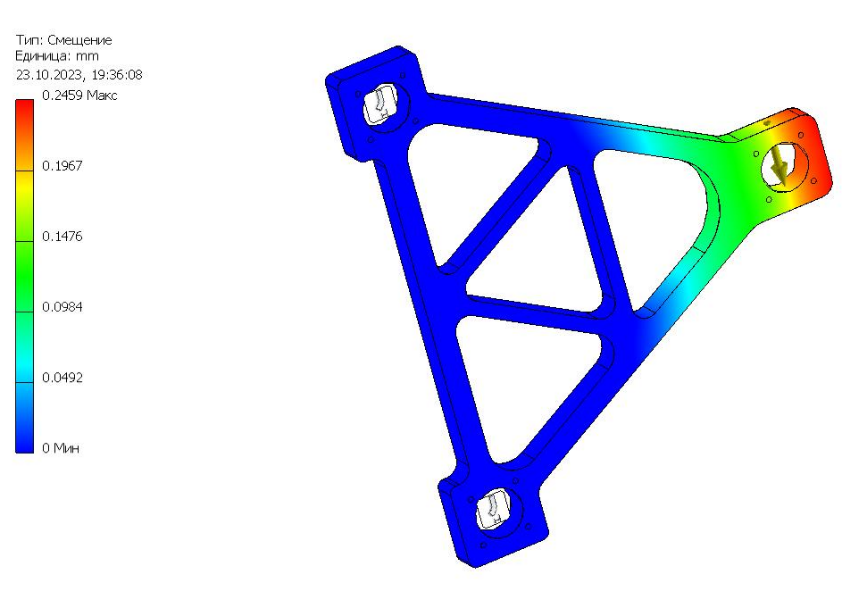 Тип: Смещение
Единица: mm
23.10.2023, 19:36:08
0.2459 Макс
0.1967
0.1476
0.0984
0.0492
0 Мин